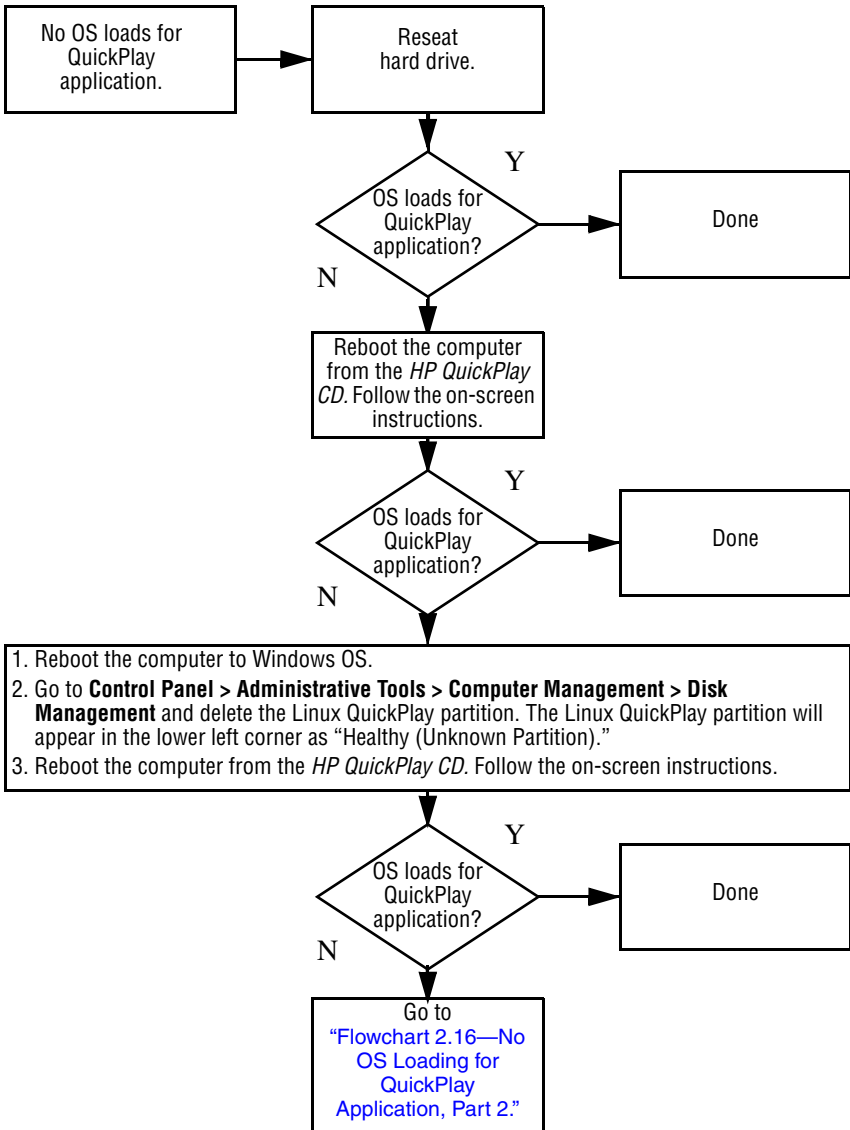 No OS loads for
QuickPlay
application.
Reseat
hard drive.
Y
OS loads for
QuickPlay
application?
Done
N
Reboot the computer
from the HP QuickPlay
CD. Follow the on-screen
instructions.
Y
OS loads for
QuickPlay
application?
Done
N
1. Reboot the computer to Windows OS.
2. Go to Control Panel > Administrative Tools > Computer Management > Disk
Management and delete the Linux QuickPlay partition. The Linux QuickPlay partition will
appear in the lower left corner as “Healthy (Unknown Partition).”
3. Reboot the computer from the HP QuickPlay CD. Follow the on-screen instructions.
Y
OS loads for
QuickPlay
application?
Done
N
Go to
“Flowchart 2.16—No
OS Loading for
QuickPlay
Application, Part 2.”